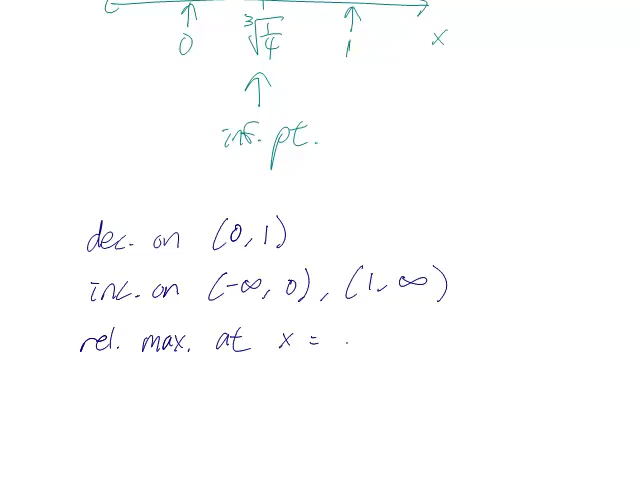 0 ∛(1/4) 1 x
inf. pt.
dec. on (0, 1)
inc. on (-∞, 0), (1, ∞)
rel. max. at x =